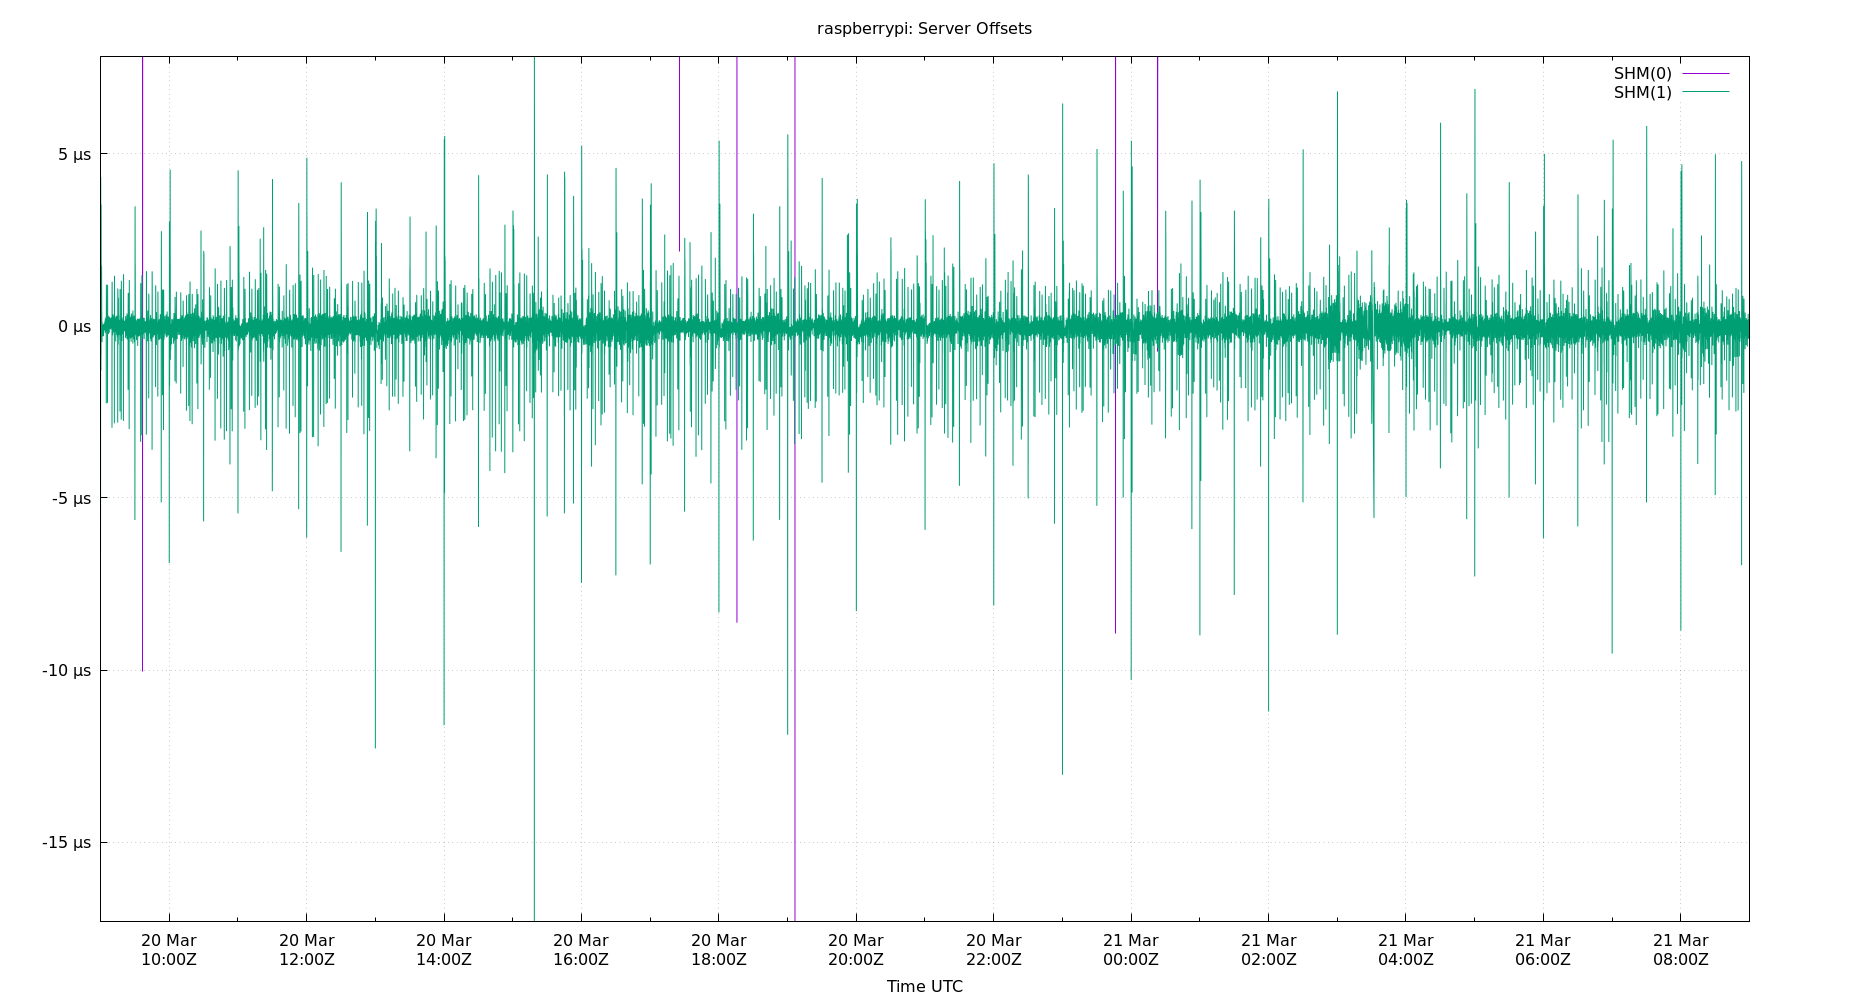 raspberrypi: Server Offsets
SHM(0)
SHM(1)
5 µs
0 µs
-5 µs
-10 µs
-15 µs
20 Mar 20 Mar 20 Mar 20 Mar 20 Mar 20 Mar 20 Mar 21 Mar 21 Mar 21 Mar 21 Mar 21 Mar
10:00Z 12:00Z 14:00Z 16:00Z 18:00Z 20:00Z 22:00Z 00:00Z 02:00Z 04:00Z 06:00Z 08:00Z
Time UTC